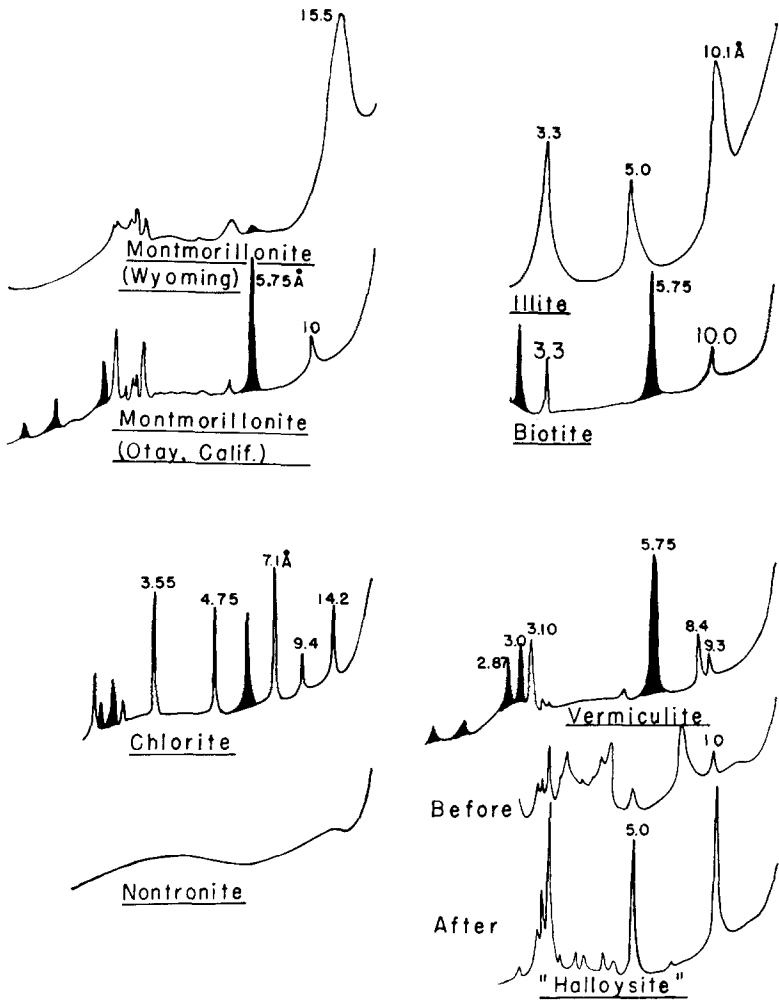 15.5
Montmorillonite
(Wyoming)
5.75Å
10
Montmorillonite
(Otay, Calif.)
10.1Å
3.3
5.0
Illite
5.75
3.3
10.0
Biotite
7.1Å
3.55
4.75
14.2
9.4
Chlorite
Nontronite
5.75
3.0
3.10
2.87
8.4
9.3
Vermiculite
10
Before
5.0
After
"Halloysite"